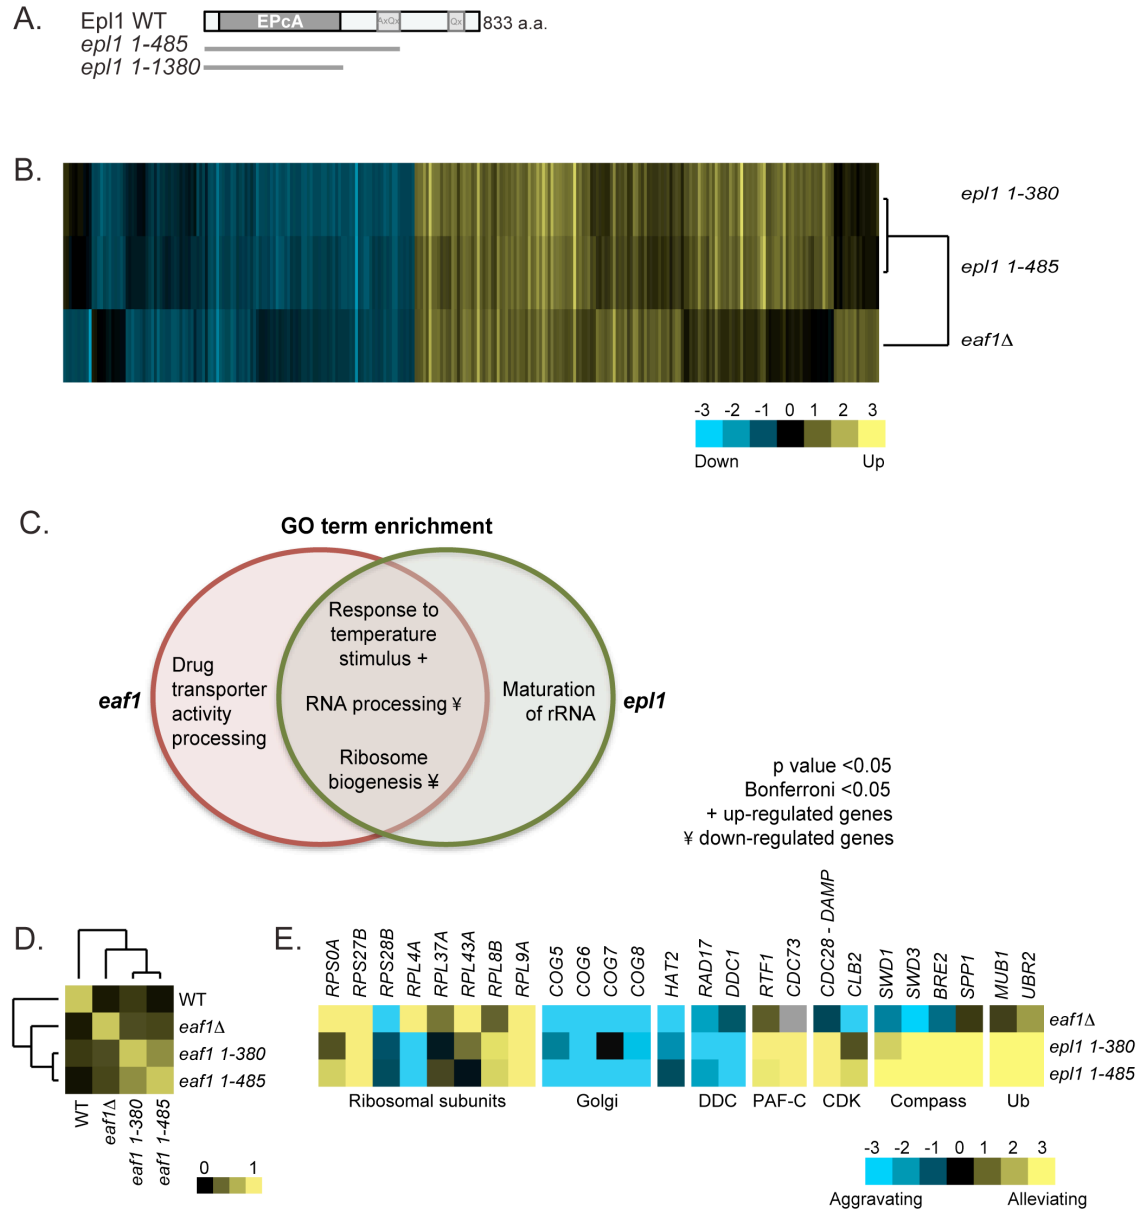 A.
Epl1 WT
EPcA
AxQx
Qx
833 a.a.
epl1 1-485
epl1 1-1380
B.
epl1 1-380
epl1 1-485
eaf1Δ
-3 -2 -1 0 1 2 3
Down Up
C.
GO term enrichment
Response to
temperature
stimulus +
Drug
transporter
activity
processing
eaf1
RNA processing ¥
Maturation
of rRNA
epl1
Ribosome
biogenesis ¥
p value <0.05
Bonferroni <0.05
+ up-regulated genes
¥ down-regulated genes
D.
WT
eaf1Δ
eaf1 1-380
eaf1 1-485
WT
eaf1Δ
eaf1 1-380
eaf1 1-485
0 1
E.
RPS0A
RPS27B
RPS28B
RPL4A
RPL37A
RPL43A
RPL8B
RPL9A
COG5
COG6
COG7
COG8
HAT2
RAD17
DDC1
RTF1
CDC73
CDC28 - DAMP
CLB2
SWD1
SWD3
BRE2
SPP1
MUB1
UBR2
eaf1Δ
epl1 1-380
epl1 1-485
Ribosomal subunits Golgi DDC PAF-C CDK Compass Ub
-3 -2 -1 0 1 2 3
Aggravating Alleviating